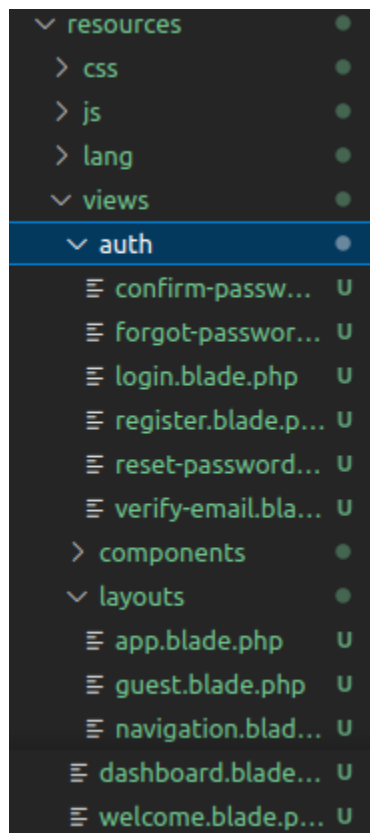 resources
css
js
lang
views
auth
confirm-passw... U
forgot-passwor... U
login.blade.php U
register.blade.p... U
reset-password... U
verify-email.bla... U
components
layouts
app.blade.php U
guest.blade.php U
navigation.blad... U
dashboard.blade... U
welcome.blade.p... U